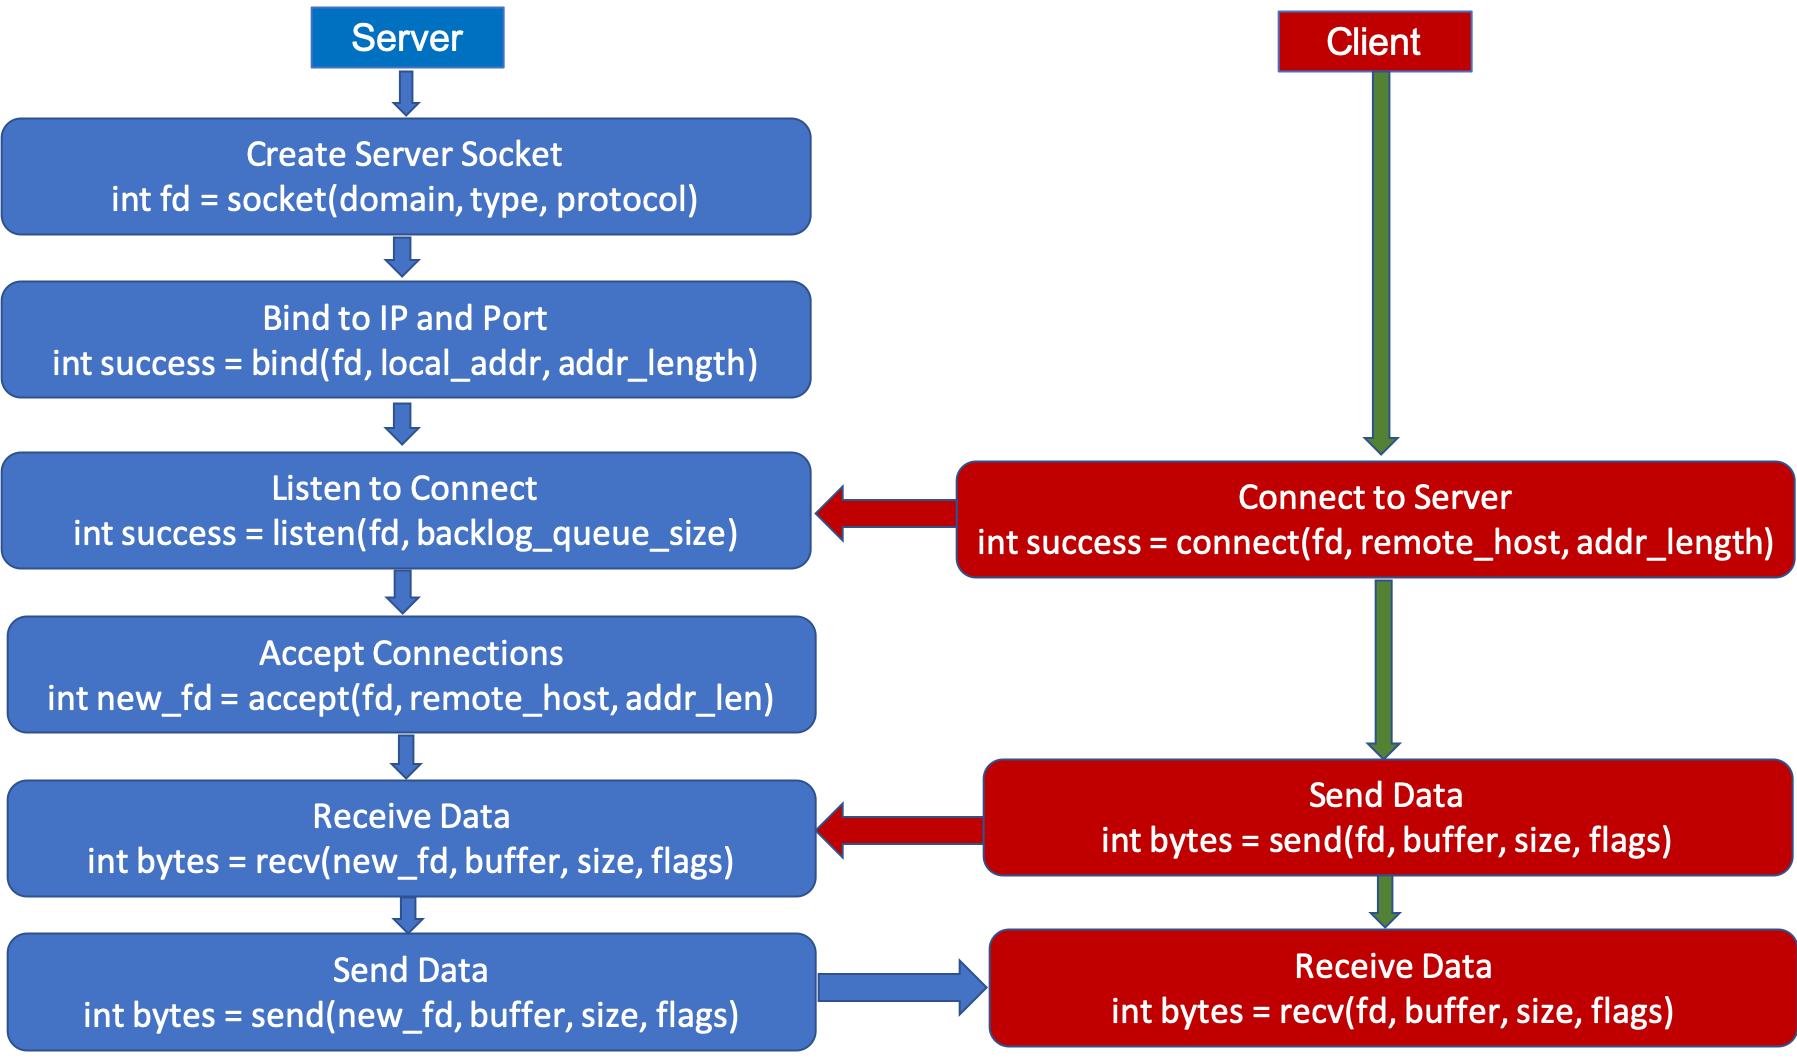 Server
Client
Create Server Socket
int fd = socket(domain, type, protocol)
Bind to IP and Port
int success = bind(fd, local_addr, addr_length)
Listen to Connect
int success = listen(fd, backlog_queue_size)
Connect to Server
int success = connect(fd, remote_host, addr_length)
Accept Connections
int new_fd = accept(fd, remote_host, addr_len)
Receive Data
int bytes = recv(new_fd, buffer, size, flags)
Send Data
int bytes = send(fd, buffer, size, flags)
Send Data
int bytes = send(new_fd, buffer, size, flags)
Receive Data
int bytes = recv(fd, buffer, size, flags)